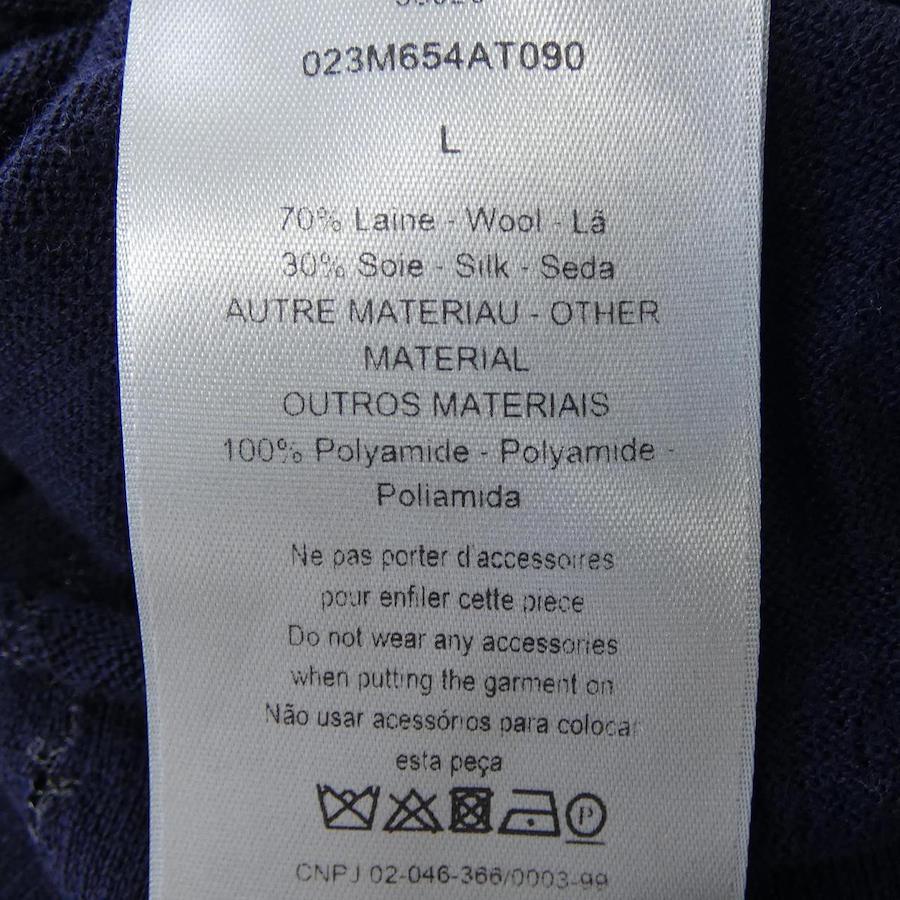 023M654AT090
L
70% Laine - Wool - Lã
30% Soie - Silk - Seda
AUTRE MATERIAU - OTHER
MATERIAL
OUTROS MATERIAIS
100% Polyamide - Polyamide -
Poliamida
Ne pas porter d'accessoires
pour enfiler cette piece
Do not wear any accessories
when putting the garment on
Não usar acessórios para colocar
esta peça
P
CNPJ 02-046-366/0003-99